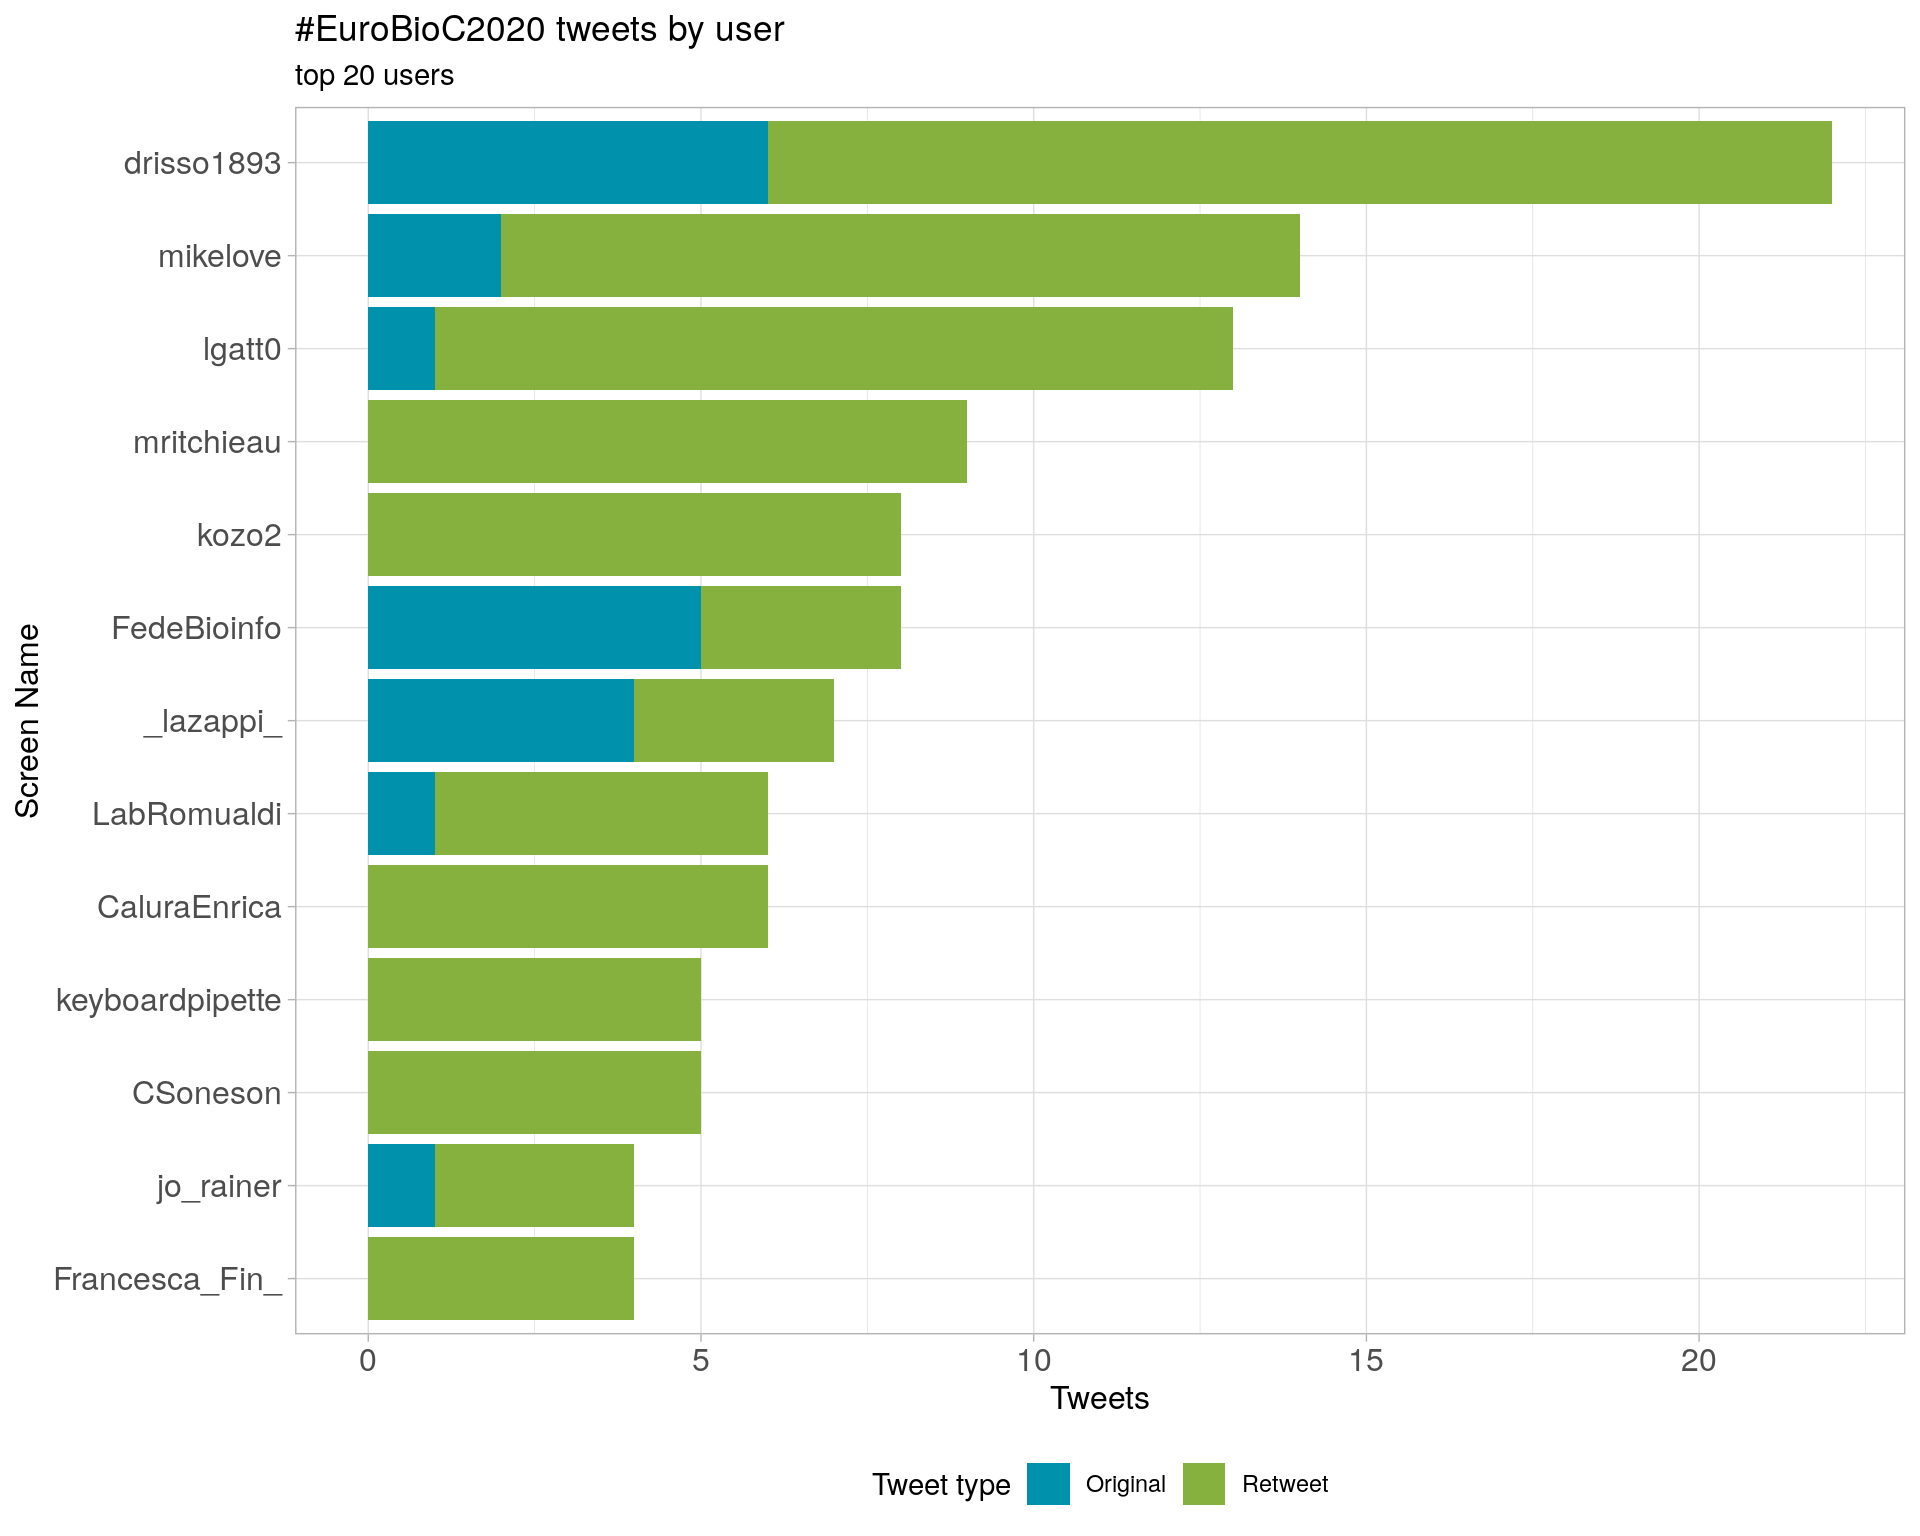 #EuroBioC2020 tweets by user
top 20 users
drisso1893
mikelove
lgatt0
mritchieau
kozo2
FedeBioinfo
_lazappi_
LabRomualdi
CaluraEnrica
keyboardpipette
CSoneson
jo_rainer
Francesca_Fin_
Screen Name
0 5 10 15 20
Tweets
Tweet type Original Retweet